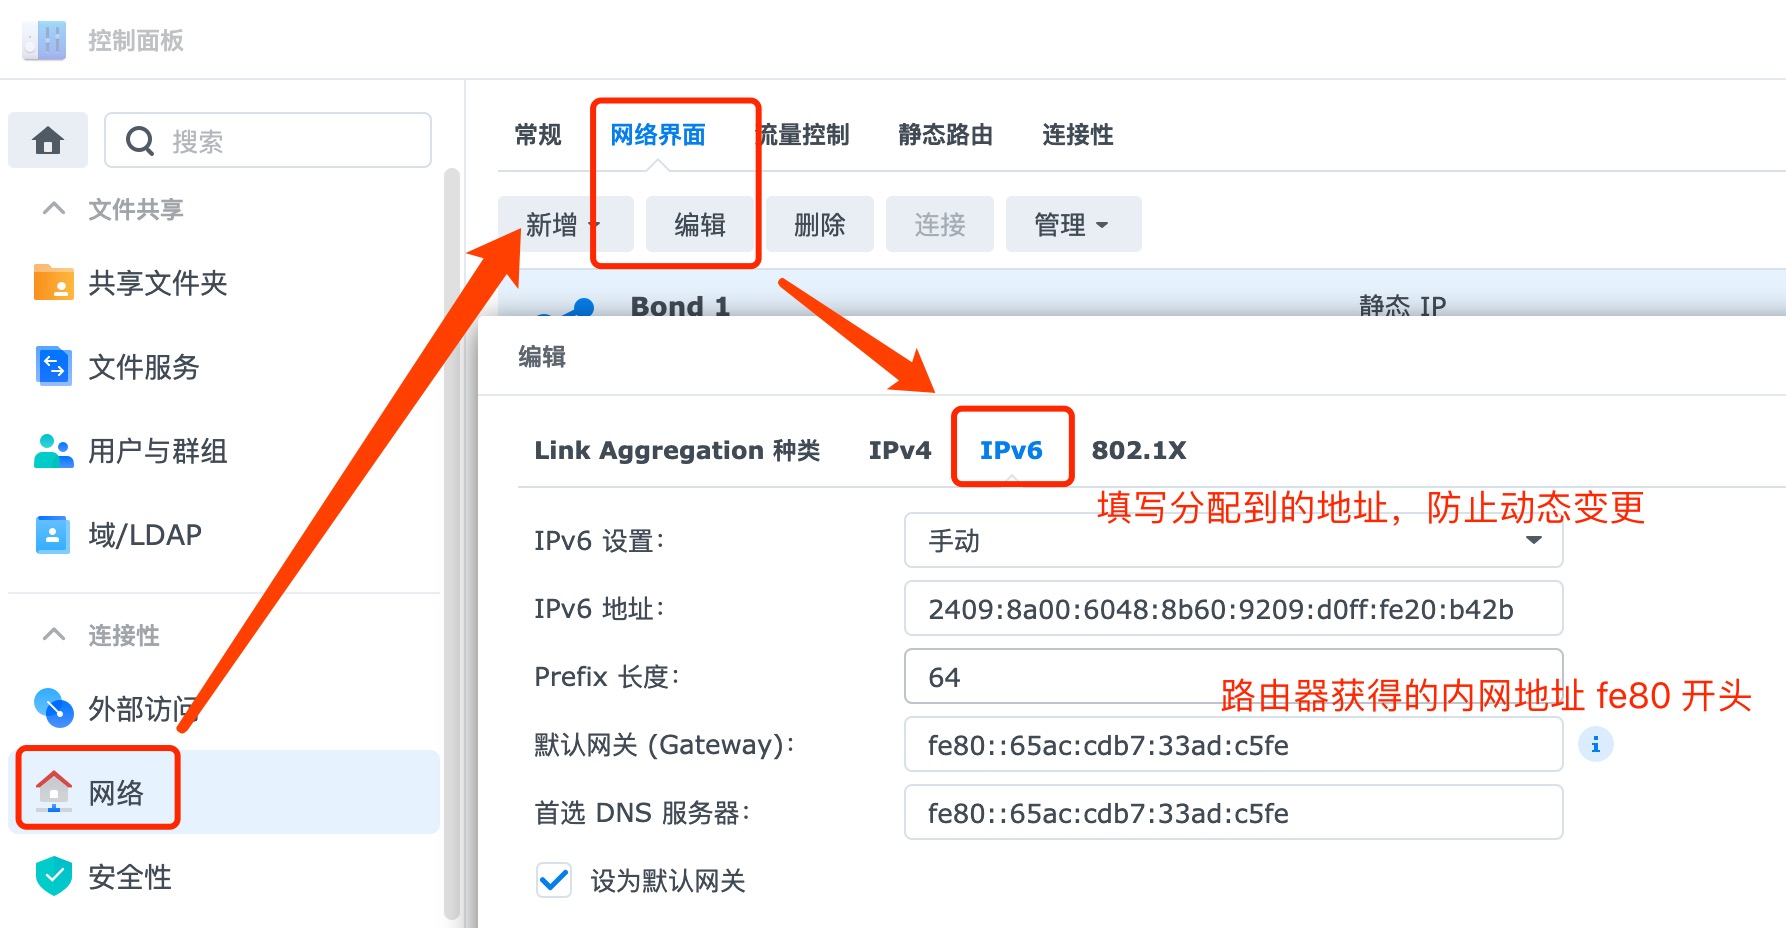 控制面板
搜索
文件共享
共享文件夹
文件服务
用户与群组
域/LDAP
连接性
外部访问
网络
安全性
常规 网络界面 流量控制 静态路由 连接性
新增 编辑 删除 连接 管理
Bond 1 静态 IP
编辑
Link Aggregation 种类 IPv4 IPv6 802.1X
填写分配到的地址，防止动态变更
IPv6 设置: 手动
IPv6 地址: 2409:8a00:6048:8b60:9209:d0ff:fe20:b42b
Prefix 长度: 64
路由器获得的内网地址 fe80 开头
默认网关 (Gateway): fe80::65ac:cdb7:33ad:c5fe
首选 DNS 服务器: fe80::65ac:cdb7:33ad:c5fe
设为默认网关